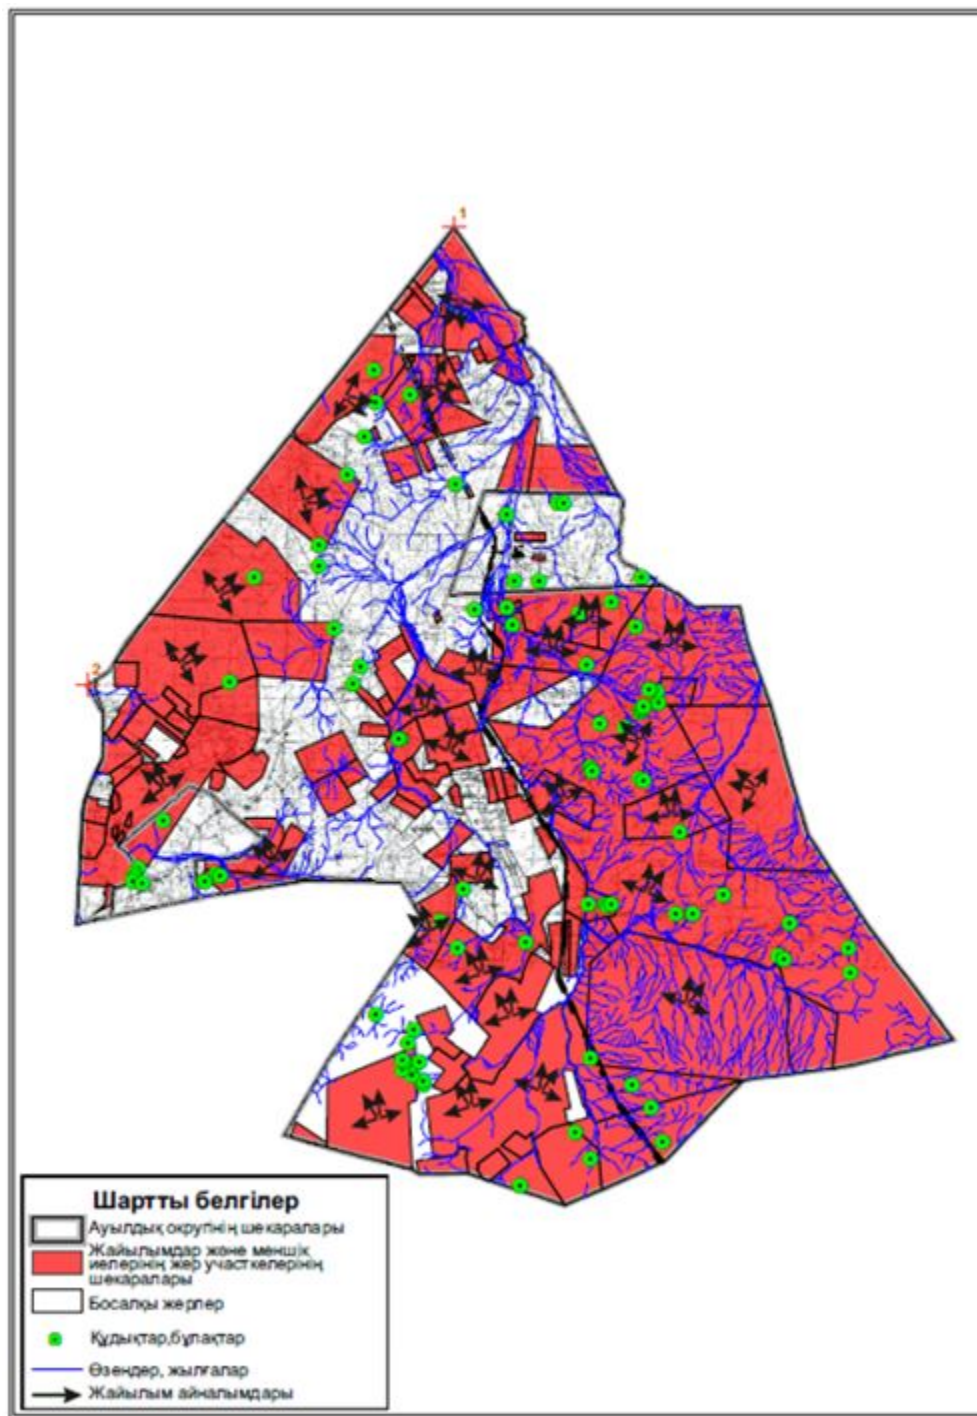 1
2
Шартты белгілер
Ауылдық округінің шекаралары
Жайылымдар және меншік
иелерінің жер участкелерінің
шекаралары
Босалқы жерлер
Құдықтар,бұлақтар
Өзендер, жылғалар
Жайылым айналымдары